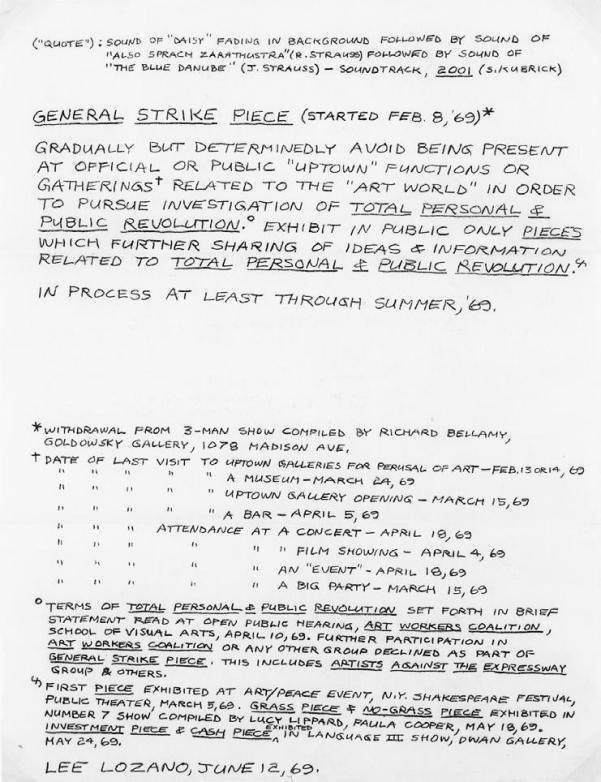 ("QUOTE"): SOUND OF "DAISY" FADING IN BACKGROUND FOLLOWED BY SOUND OF
"ALSO SPRACH ZARATHUSTRA" (R. STRAUSS) FOLLOWED BY SOUND OF
"THE BLUE DANUBE" (J. STRAUSS) – SOUNDTRACK, 2001 (S. KUBRICK)
GENERAL STRIKE PIECE (STARTED FEB. 8, '69)*
GRADUALLY BUT DETERMINEDLY AVOID BEING PRESENT
AT OFFICIAL OR PUBLIC "UPTOWN" FUNCTIONS OR
GATHERINGS† RELATED TO THE "ART WORLD" IN ORDER
TO PURSUE INVESTIGATION OF TOTAL PERSONAL &
PUBLIC REVOLUTION.° EXHIBIT IN PUBLIC ONLY PIECES
WHICH FURTHER SHARING OF IDEAS & INFORMATION
RELATED TO TOTAL PERSONAL & PUBLIC REVOLUTION.
IN PROCESS AT LEAST THROUGH SUMMER, '69.
* WITHDRAWAL FROM 3-MAN SHOW COMPILED BY RICHARD BELLAMY,
GOLDOWSKY GALLERY, 1078 MADISON AVE.
† DATE OF LAST VISIT TO UPTOWN GALLERIES FOR PERUSAL OF ART – FEB. 13 OR 14, 69
" " " " " A MUSEUM – MARCH 24, 69
" " " " " UPTOWN GALLERY OPENING – MARCH 15, 69
" " " " " A BAR – APRIL 5, 69
" " " ATTENDANCE AT A CONCERT – APRIL 18, 69
" " " " " " FILM SHOWING – APRIL 4, 69
" " " " " AN "EVENT" – APRIL 18, 69
" " " " " A BIG PARTY – MARCH 15, 69
° TERMS OF TOTAL PERSONAL & PUBLIC REVOLUTION SET FORTH IN BRIEF
STATEMENT READ AT OPEN PUBLIC HEARING, ART WORKERS COALITION,
SCHOOL OF VISUAL ARTS, APRIL 10, 69. FURTHER PARTICIPATION IN
ART WORKERS COALITION OR ANY OTHER GROUP DECLINED AS PART OF
GENERAL STRIKE PIECE. THIS INCLUDES ARTISTS AGAINST THE EXPRESSWAY
GROUP & OTHERS.
FIRST PIECE EXHIBITED AT ART/PEACE EVENT, N.Y. SHAKESPEARE FESTIVAL,
PUBLIC THEATER, MARCH 5, 69. GRASS PIECE & NO-GRASS PIECE EXHIBITED IN
NUMBER 7 SHOW COMPILED BY LUCY LIPPARD, PAULA COOPER, MAY 18, 69.
INVESTMENT PIECE & CASH PIECE EXHIBITED IN LANGUAGE III SHOW, DWAN GALLERY,
MAY 24, 69.
LEE LOZANO, JUNE 12, 69.